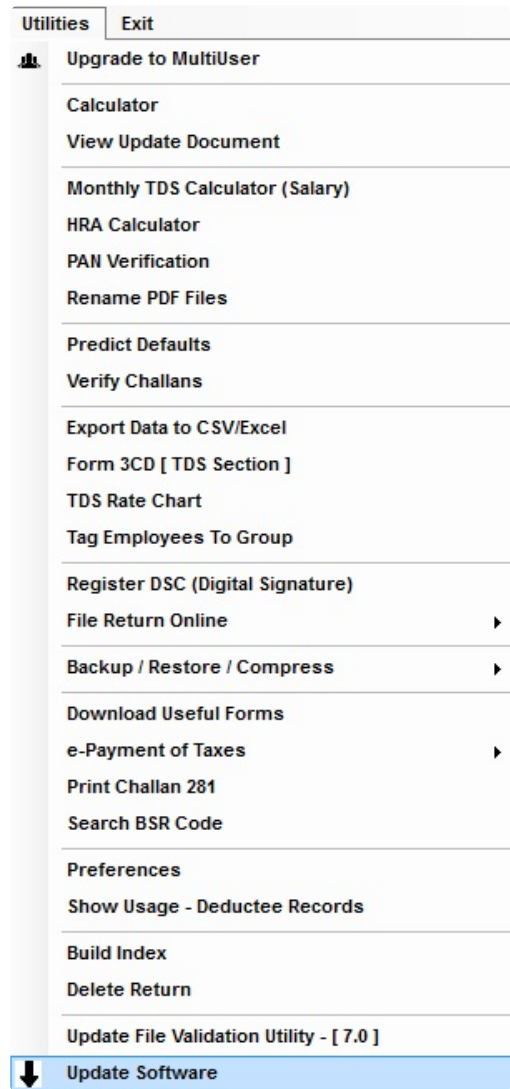 Utilities Exit
Upgrade to MultiUser
Calculator
View Update Document
Monthly TDS Calculator (Salary)
HRA Calculator
PAN Verification
Rename PDF Files
Predict Defaults
Verify Challans
Export Data to CSV/Excel
Form 3CD [ TDS Section ]
TDS Rate Chart
Tag Employees To Group
Register DSC (Digital Signature)
File Return Online
Backup / Restore / Compress
Download Useful Forms
e-Payment of Taxes
Print Challan 281
Search BSR Code
Preferences
Show Usage - Deductee Records
Build Index
Delete Return
Update File Validation Utility - [ 7.0 ]
Update Software